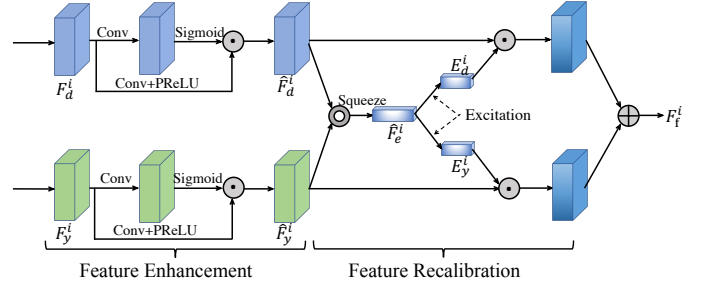 Conv Sigmoid
Conv+PReLU
F_d^i
F̂_d^i
Squeeze
E_d^i
Excitation
F̂_e^i
E_y^i
F_f^i
Conv Sigmoid
Conv+PReLU
F_y^i
F̂_y^i
Feature Enhancement
Feature Recalibration